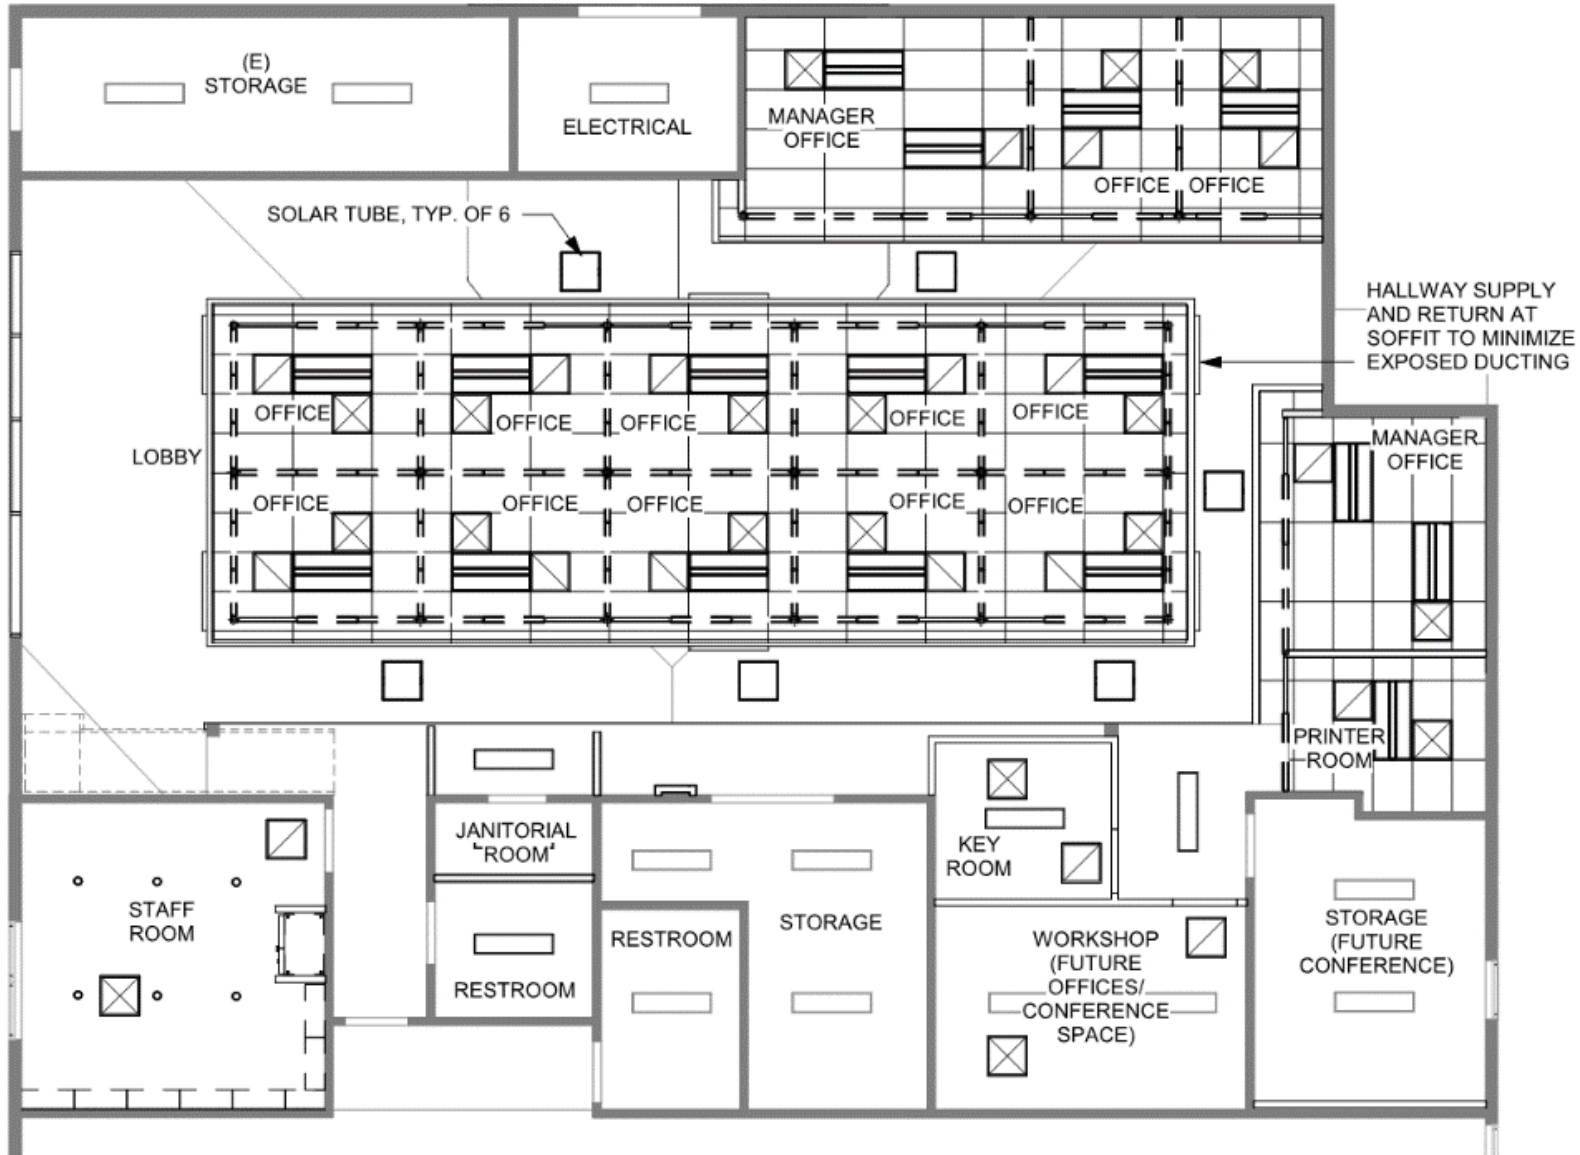 (E)
STORAGE
ELECTRICAL
MANAGER
OFFICE
OFFICE
OFFICE
SOLAR TUBE, TYP. OF 6
HALLWAY SUPPLY
AND RETURN AT
SOFFIT TO MINIMIZE
EXPOSED DUCTING
OFFICE
OFFICE
OFFICE
OFFICE
OFFICE
LOBBY
MANAGER
OFFICE
OFFICE
OFFICE
OFFICE
OFFICE
OFFICE
PRINTER
ROOM
JANITORIAL
"ROOM"
KEY
ROOM
STAFF
ROOM
RESTROOM
RESTROOM
STORAGE
WORKSHOP
(FUTURE
OFFICES/
CONFERENCE
SPACE)
STORAGE
(FUTURE
CONFERENCE)